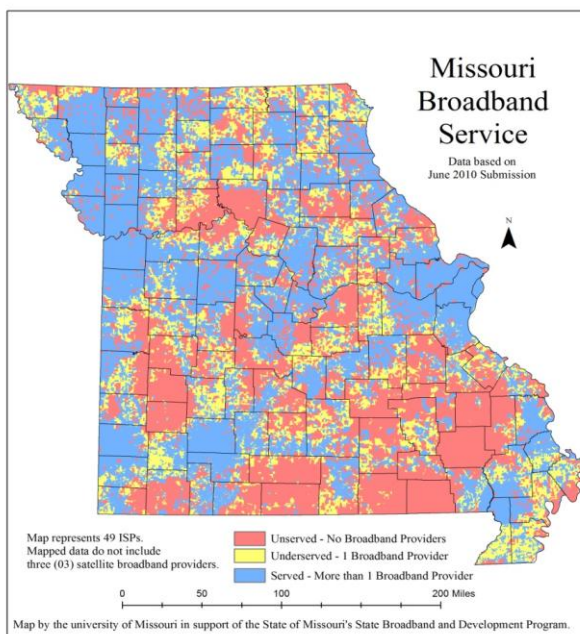 Missouri
Broadband
Service
Data based on
June 2010 Submission
N
Map represents 49 ISPs.
Mapped data do not include
three (03) satellite broadband providers.
Unserved - No Broadband Providers
Underserved - 1 Broadband Provider
Served - More than 1 Broadband Provider
0 50 100 200 Miles
Map by the university of Missouri in support of the State of Missouri's State Broadband and Development Program.